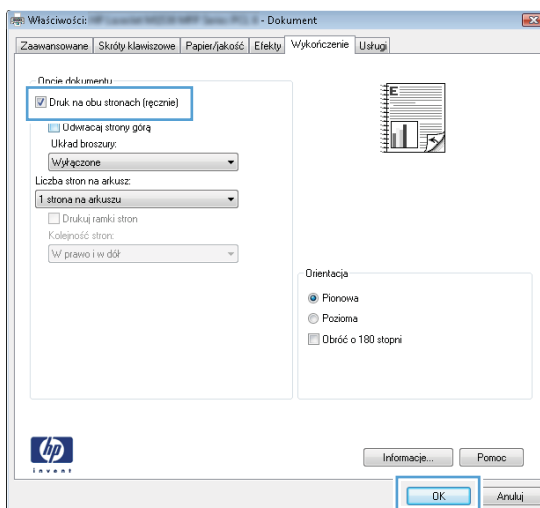 Właściwości: - Dokument
Zaawansowane Skróty klawiszowe Papier/jakość Efekty Wykończenie Usługi
Opcje dokumentu
Druk na obu stronach (ręcznie)
Odwracaj strony górą
Układ broszury:
Wyłączone
Liczba stron na arkusz:
1 strona na arkuszu
Drukuj ramki stron
Kolejność stron:
W prawo i w dół
E
Orientacja
Pionowa
Pozioma
Obróć o 180 stopni
hp
invent
Informacje... Pomoc
OK Anuluj